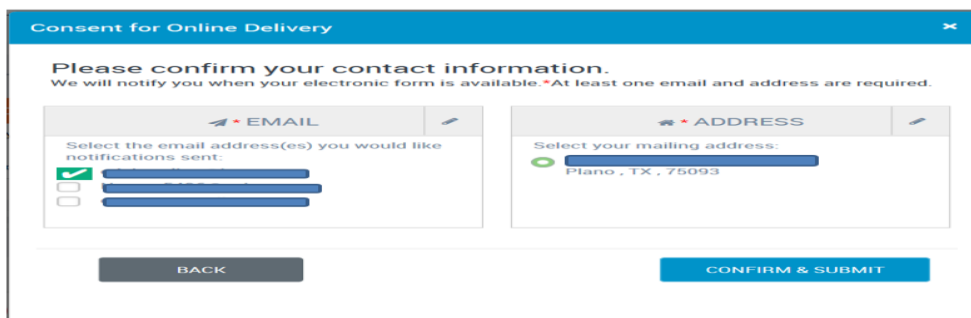 Consent for Online Delivery
Please confirm your contact information.
We will notify you when your electronic form is available.*At least one email and address are required.
* EMAIL
Select the email address(es) you would like
notifications sent:
* ADDRESS
Select your mailing address:
Plano , TX , 75093
BACK
CONFIRM & SUBMIT